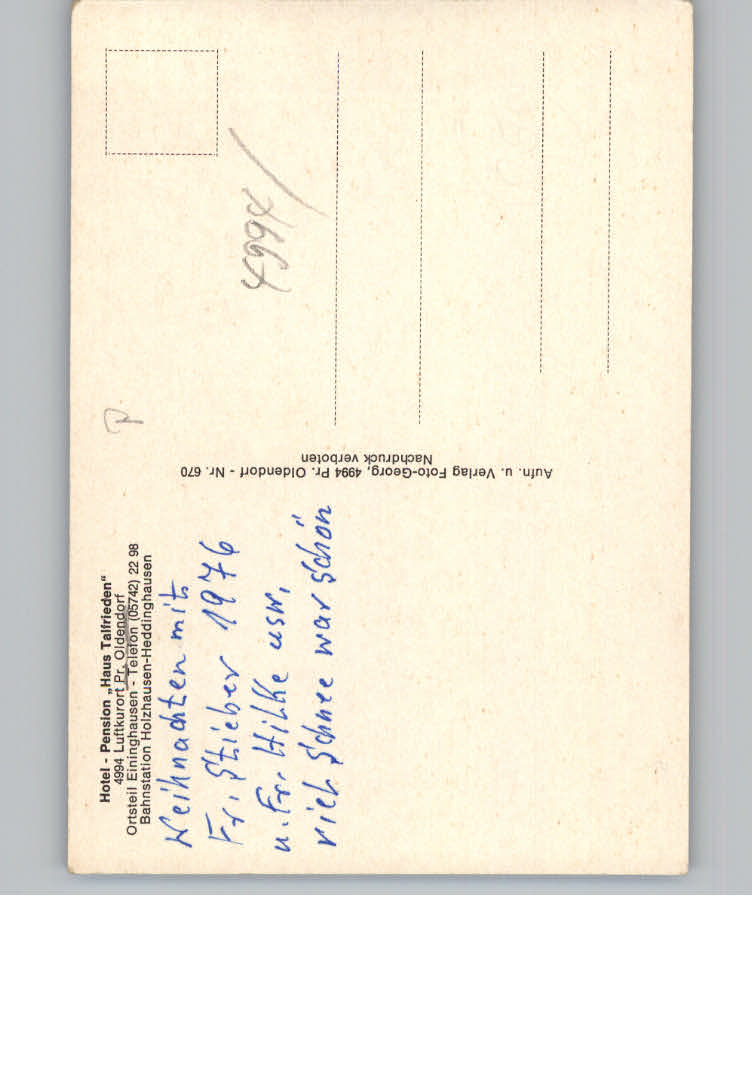 Hotel - Pension „Haus Talfrieden“
4994 Luftkurort Pr. Oldendorf
Ortsteil Eininghausen - Telefon (05742) 22 98
Bahnstation Holzhausen-Heddinghausen
Weihnachten mit
Fr. Stieber 1976
u. Fr. Hilke usw.
viel Schnee war schön
Aufn. u. Verlag Foto-Georg, 4994 Pr. Oldendorf - Nr. 670
Nachdruck verboten
P
4994